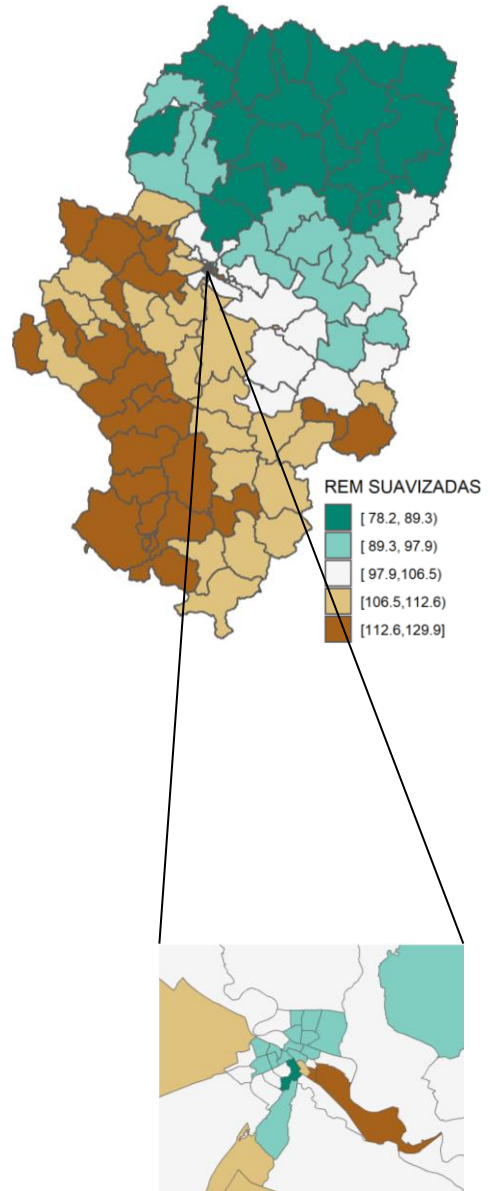 REM SUAVIZADAS
[ 78.2, 89.3)
[ 89.3, 97.9)
[ 97.9,106.5)
[106.5,112.6)
[112.6,129.9]